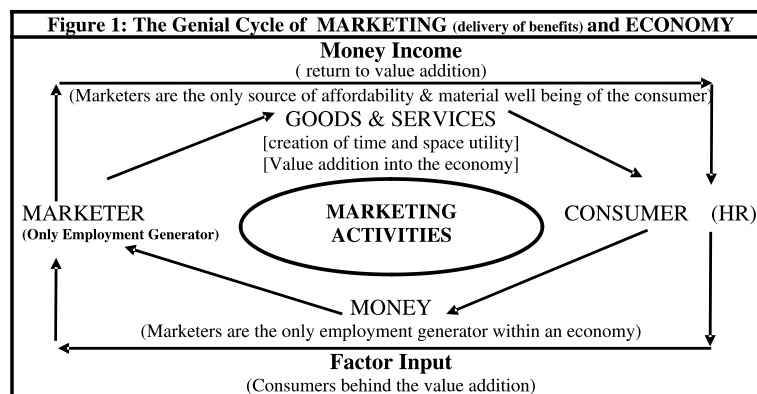 Figure 1: The Genial Cycle of MARKETING (delivery of benefits) and ECONOMY
Money Income
( return to value addition)
(Marketers are the only source of affordability & material well being of the consumer)
GOODS & SERVICES
[creation of time and space utility]
[Value addition into the economy]
MARKETER
(Only Employment Generator)
MARKETING
ACTIVITIES
CONSUMER (HR)
MONEY
(Marketers are the only employment generator within an economy)
Factor Input
(Consumers behind the value addition)